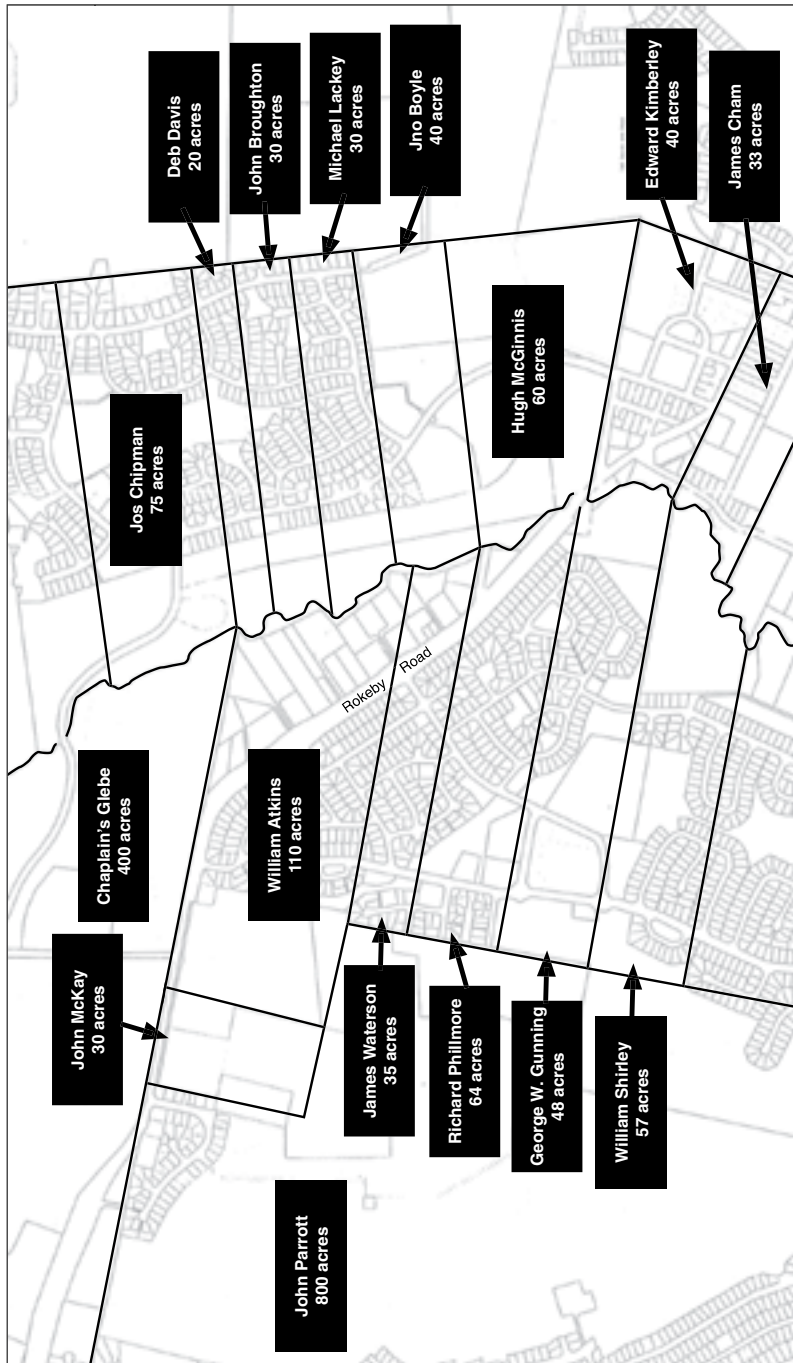 Deb Davis
20 acres
John Broughton
30 acres
Michael Lackey
30 acres
Jno Boyle
40 acres
Edward Kimberley
40 acres
James Cham
33 acres
Jos Chipman
75 acres
Hugh McGinnis
60 acres
Rokeby Road
Chaplain's Glebe
400 acres
William Atkins
110 acres
John McKay
30 acres
James Waterson
35 acres
Richard Phillmore
64 acres
George W. Gunning
48 acres
William Shirley
57 acres
John Parrott
800 acres